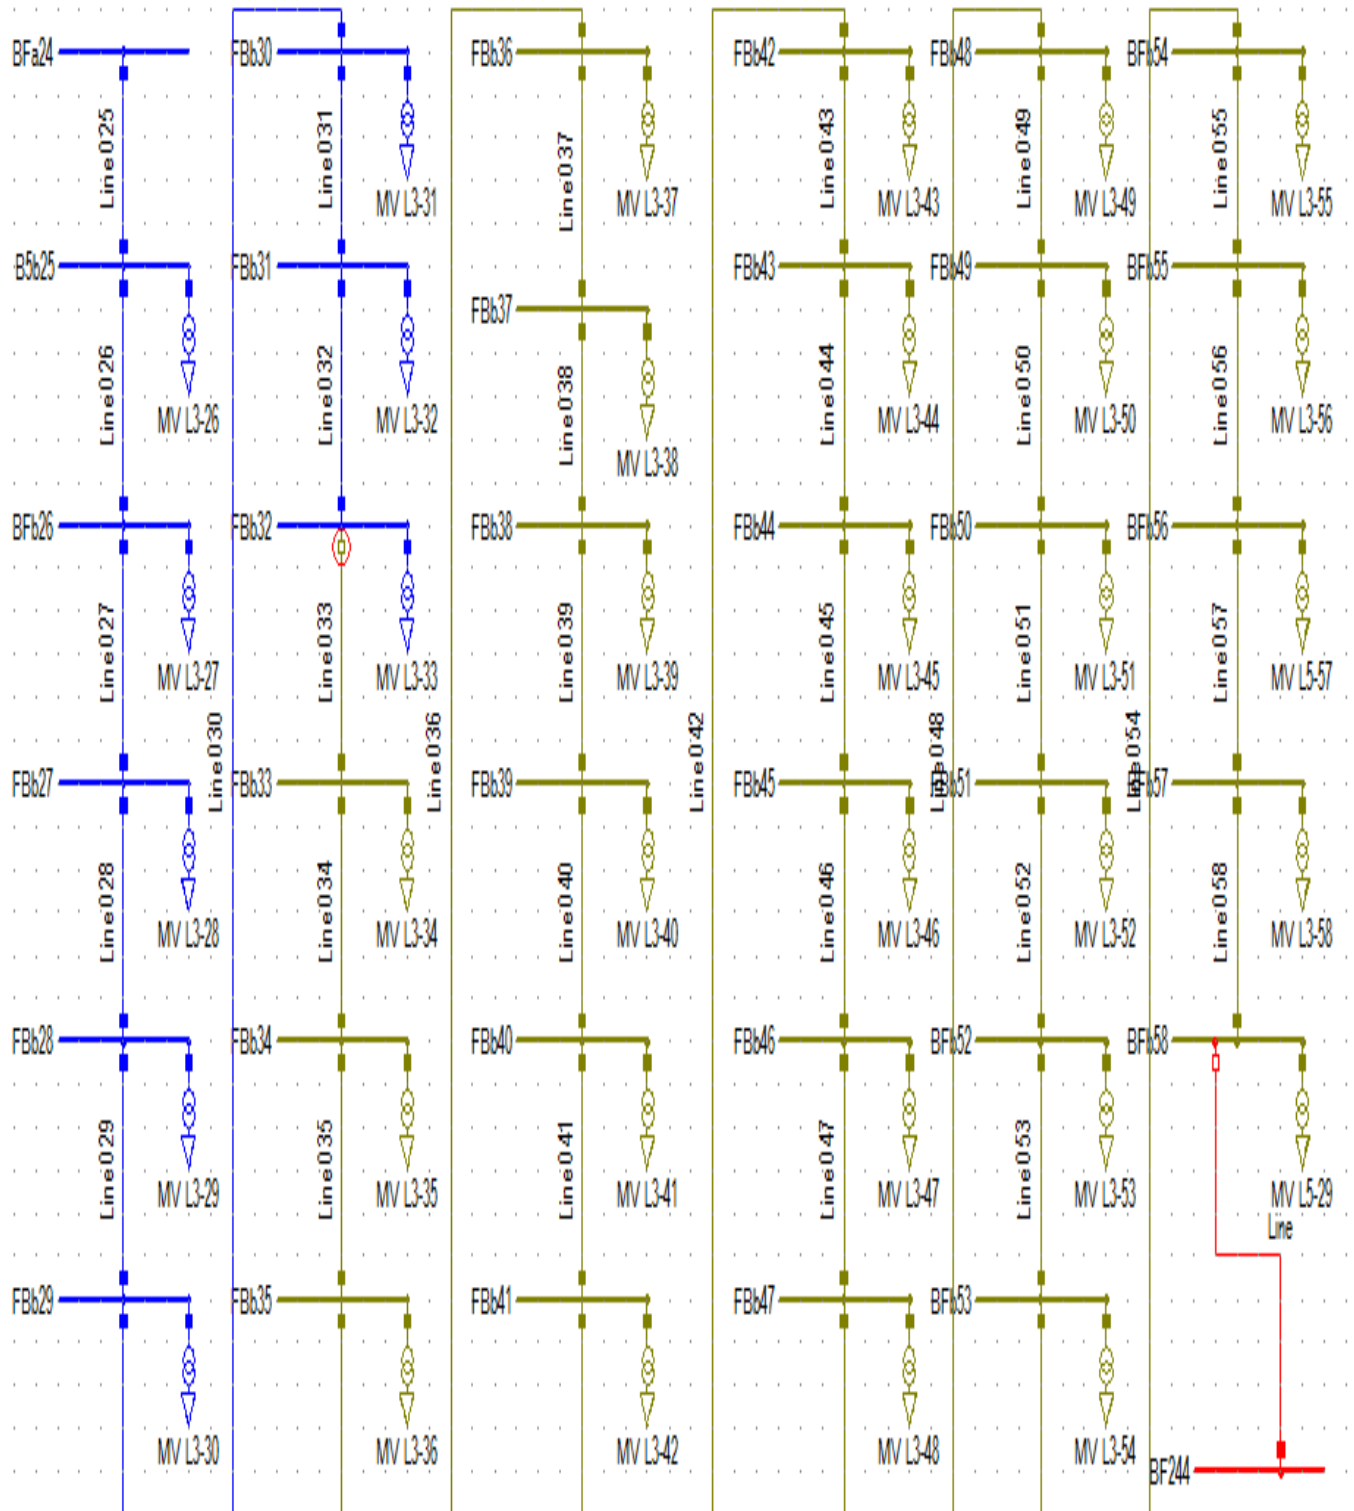 BFa24
Line025
B5b25
MV L3-26
Line026
BFb26
MV L3-27
Line027
FBb27
MV L3-28
Line028
FBb28
MV L3-29
Line029
FBb29
MV L3-30
Line030
FBb30
MV L3-31
Line031
FBb31
MV L3-32
Line032
FBb32
MV L3-33
Line033
FBb33
MV L3-34
Line034
FBb34
MV L3-35
Line035
FBb35
MV L3-36
Line036
FBb36
MV L3-37
Line037
FBb37
MV L3-38
Line038
FBb38
MV L3-39
Line039
FBb39
MV L3-40
Line040
FBb40
MV L3-41
Line041
FBb41
MV L3-42
Line042
FBb42
MV L3-43
Line043
FBb43
MV L3-44
Line044
FBb44
MV L3-45
Line045
FBb45
MV L3-46
Line046
FBb46
MV L3-47
Line047
FBb47
MV L3-48
Line048
FBb48
MV L3-49
Line049
FBb49
MV L3-50
Line050
FBb50
MV L3-51
Line051
FBb51
MV L3-52
Line052
BFb52
MV L3-53
Line053
BFb53
MV L3-54
Line054
BFb54
MV L3-55
Line055
BFb55
MV L3-56
Line056
BFb56
MV L5-57
Line057
BFb57
MV L3-58
Line058
BFb58
MV L5-29
Line
BF244